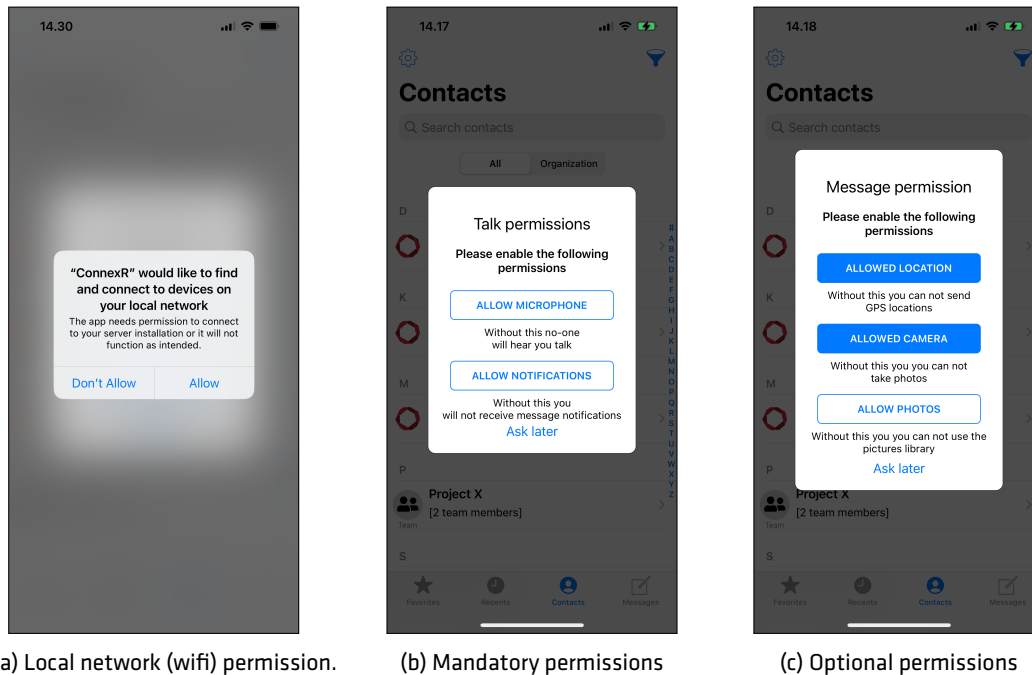 14.30
"ConnexR" would like to find
and connect to devices on
your local network
The app needs permission to connect
to your server installation or it will not
function as intended.
Don't Allow
Allow
a) Local network (wifi) permission.
14.17
Contacts
Search contacts
All
Organization
D
Talk permissions
Please enable the following
permissions
ALLOW MICROPHONE
Without this no-one
will hear you talk
ALLOW NOTIFICATIONS
Without this you
will not receive message notifications
Ask later
K
M
P
Project X
[2 team members]
Team
S
#
A
B
C
D
E
F
G
H
I
J
K
L
M
N
O
P
Q
R
S
T
U
V
W
X
Y
Z
Favorites
Recents
Contacts
Messages
(b) Mandatory permissions
14.18
Contacts
Search contacts
D
Message permission
Please enable the following
permissions
ALLOWED LOCATION
Without this you can not send
GPS locations
ALLOWED CAMERA
Without this you you can not
take photos
ALLOW PHOTOS
Without this you you can not use the
pictures library
Ask later
K
M
P
Project X
[2 team members]
Team
S
Favorites
Recents
Contacts
Messages
(c) Optional permissions